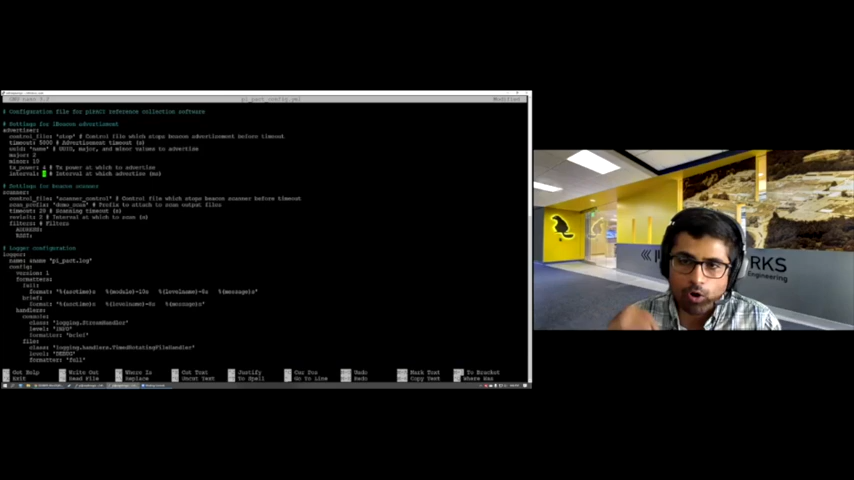 GNU nano 3.2 pi_pact_config.yml Modified
# Configuration file for piPACT reference collection software
# Settings for iBeacon advertisement
advertiser:
control_file: 'stop' # Control file which stops beacon advertisement before timeout
timeout: 5000 # Advertisement timeout (s)
uuid: 'name' # UUID, major, and minor values to advertise
major: 2
minor: 10
tx_power: 4 # Tx power at which to advertise
interval: # Interval at which advertise (ms)
# Settings for beacon scanner
scanner:
control_file: 'stop_scanner' # Control file which stops beacon scanner before timeout
scan_prefix: 'demo_scan' # Prefix to attach to scan output files
timeout: 20 # Scanning timeout (s)
revisit: 2 # Interval at which to scan (s)
filters: # Filters
ADDRESS:
RSSI:
# Logger configuration
logger:
name: &name 'pi_pact.log'
config:
version: 1
formatters:
full:
format: '%(asctime)s %(module)-10s %(levelname)-8s %(message)s'
brief:
format: '%(asctime)s %(levelname)-8s %(message)s'
handlers:
console:
class: 'logging.StreamHandler'
level: 'INFO'
formatter: 'brief'
file:
class: 'logging.handlers.TimedRotatingFileHandler'
level: 'DEBUG'
formatter: 'full'
Get Help Write Out Where Is Cut Text Justify Cur Pos Undo Mark Text To Bracket
Read File Replace Uncut Text To Spell Go To Line Redo Copy Text Where Was
RKS
Engineering